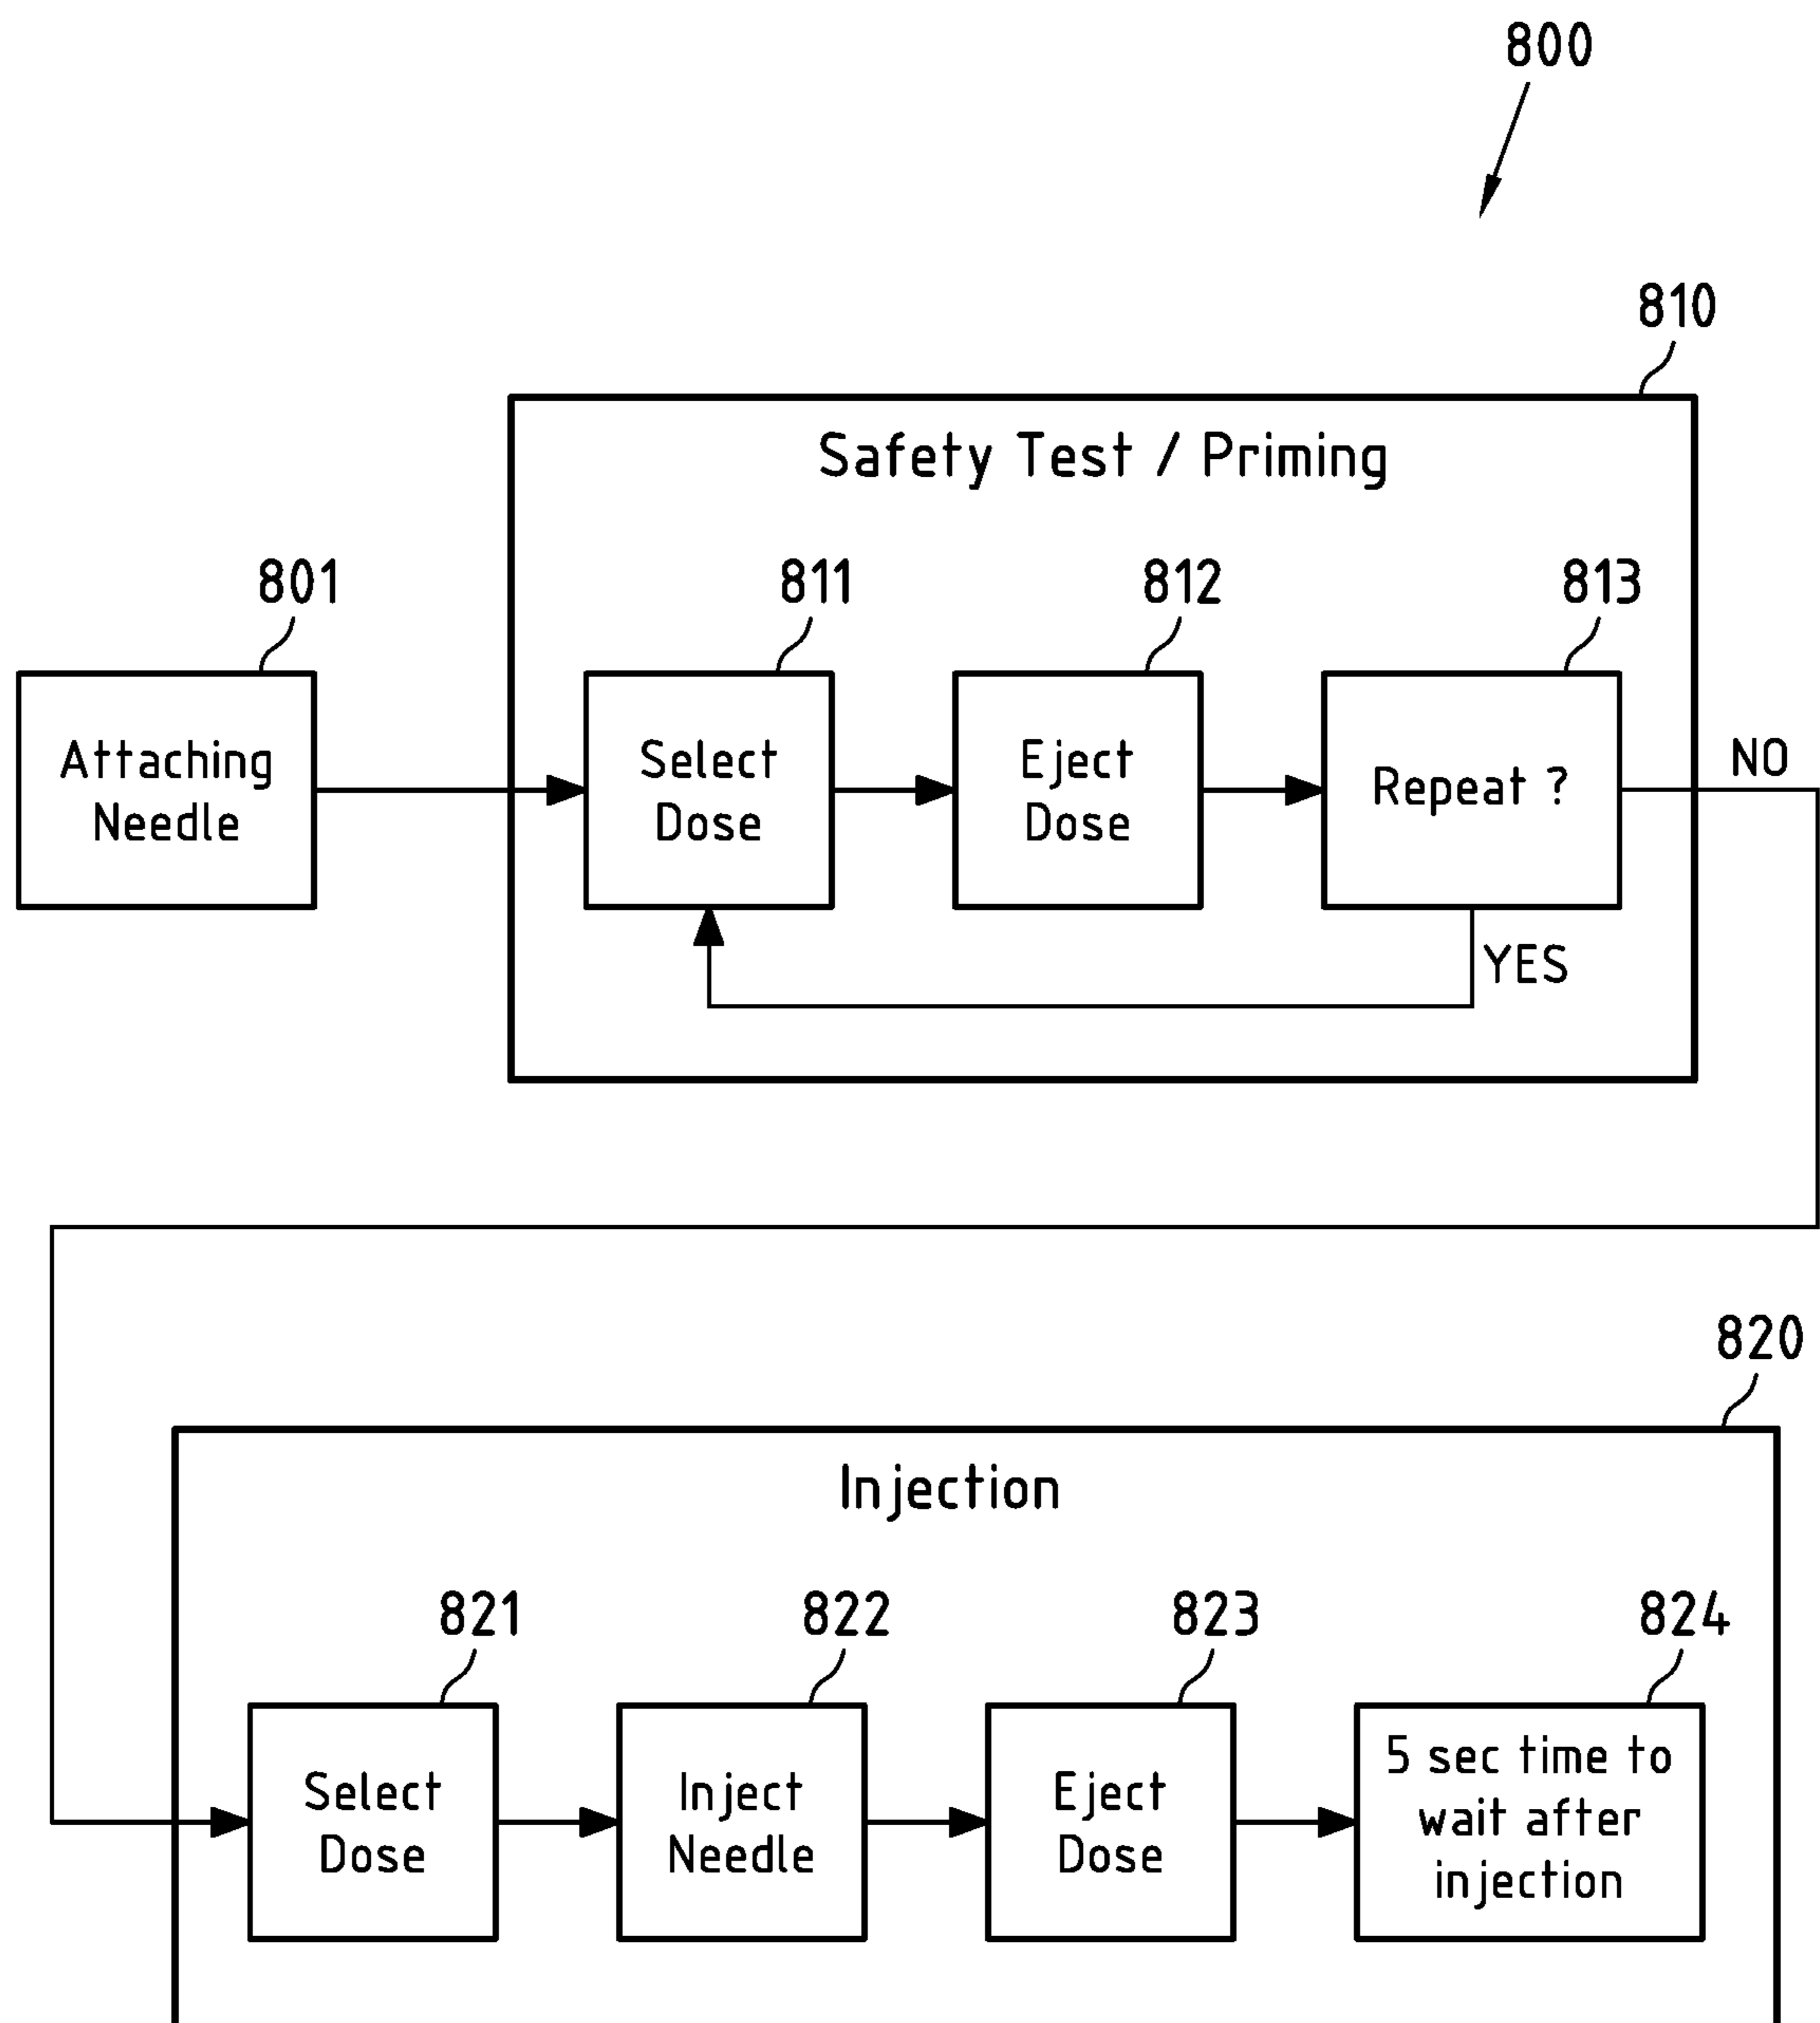 800
810
Safety Test / Priming
801
811
812
813
Attaching
Needle
Select
Dose
Eject
Dose
Repeat ?
NO
YES
820
Injection
821
822
823
824
Select
Dose
Inject
Needle
Eject
Dose
5 sec time to
wait after
injection